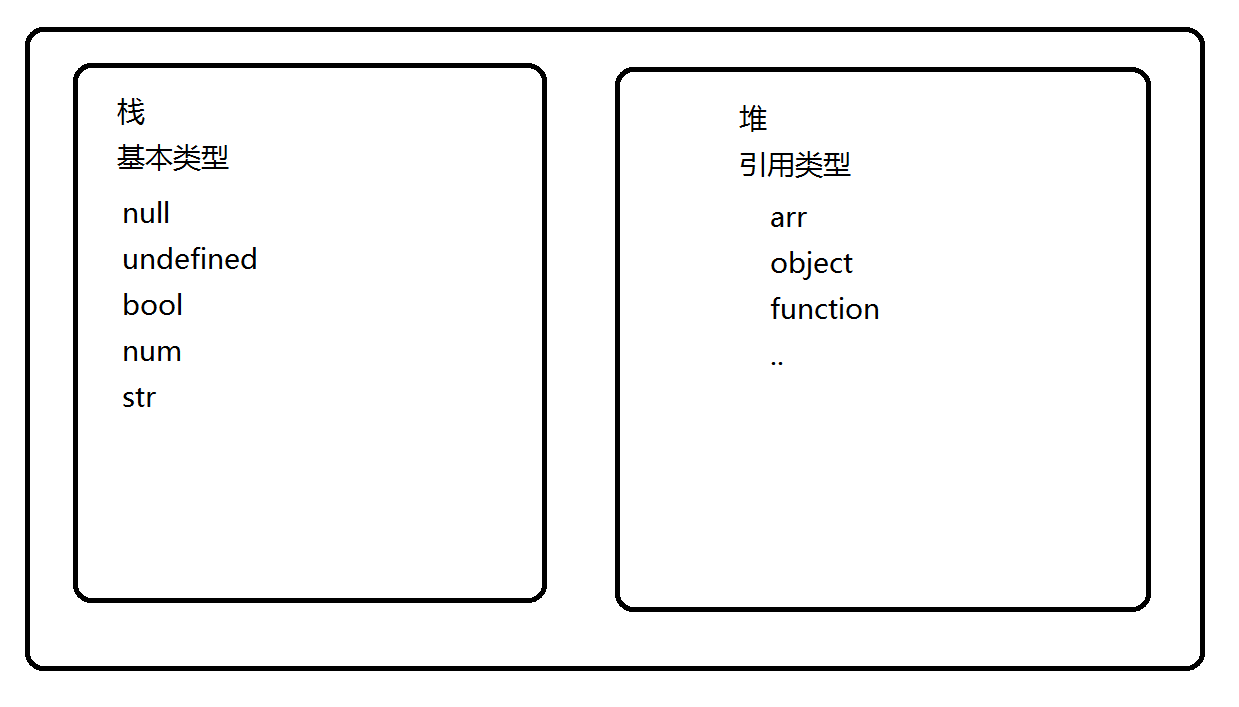 栈
基本类型
null
undefined
bool
num
str
堆
引用类型
arr
object
function
..